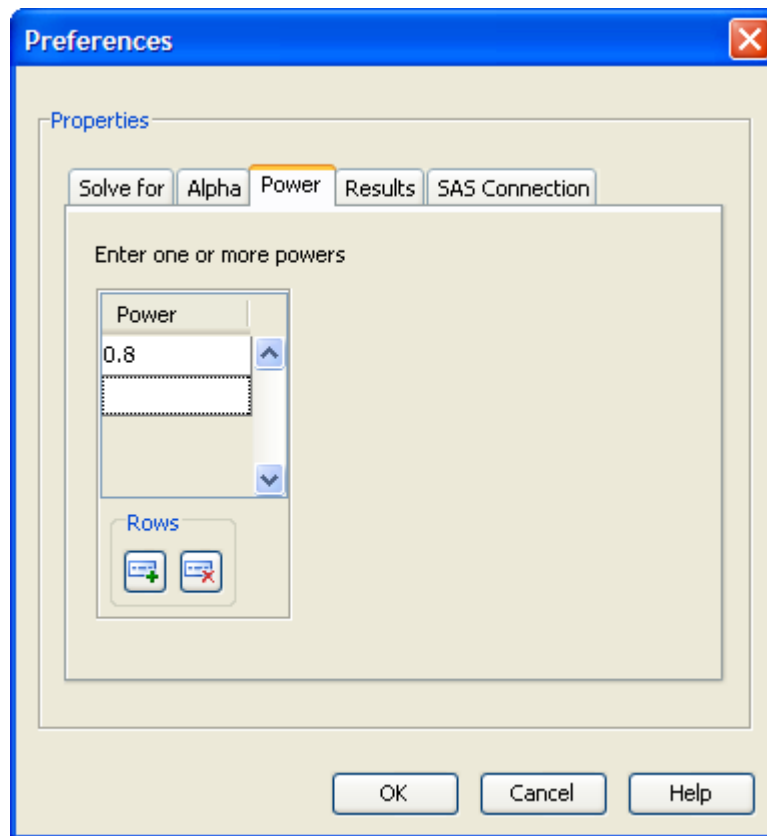 Preferences
Properties
Solve for Alpha Power Results SAS Connection
Enter one or more powers
Power
0.8
Rows
OK Cancel Help